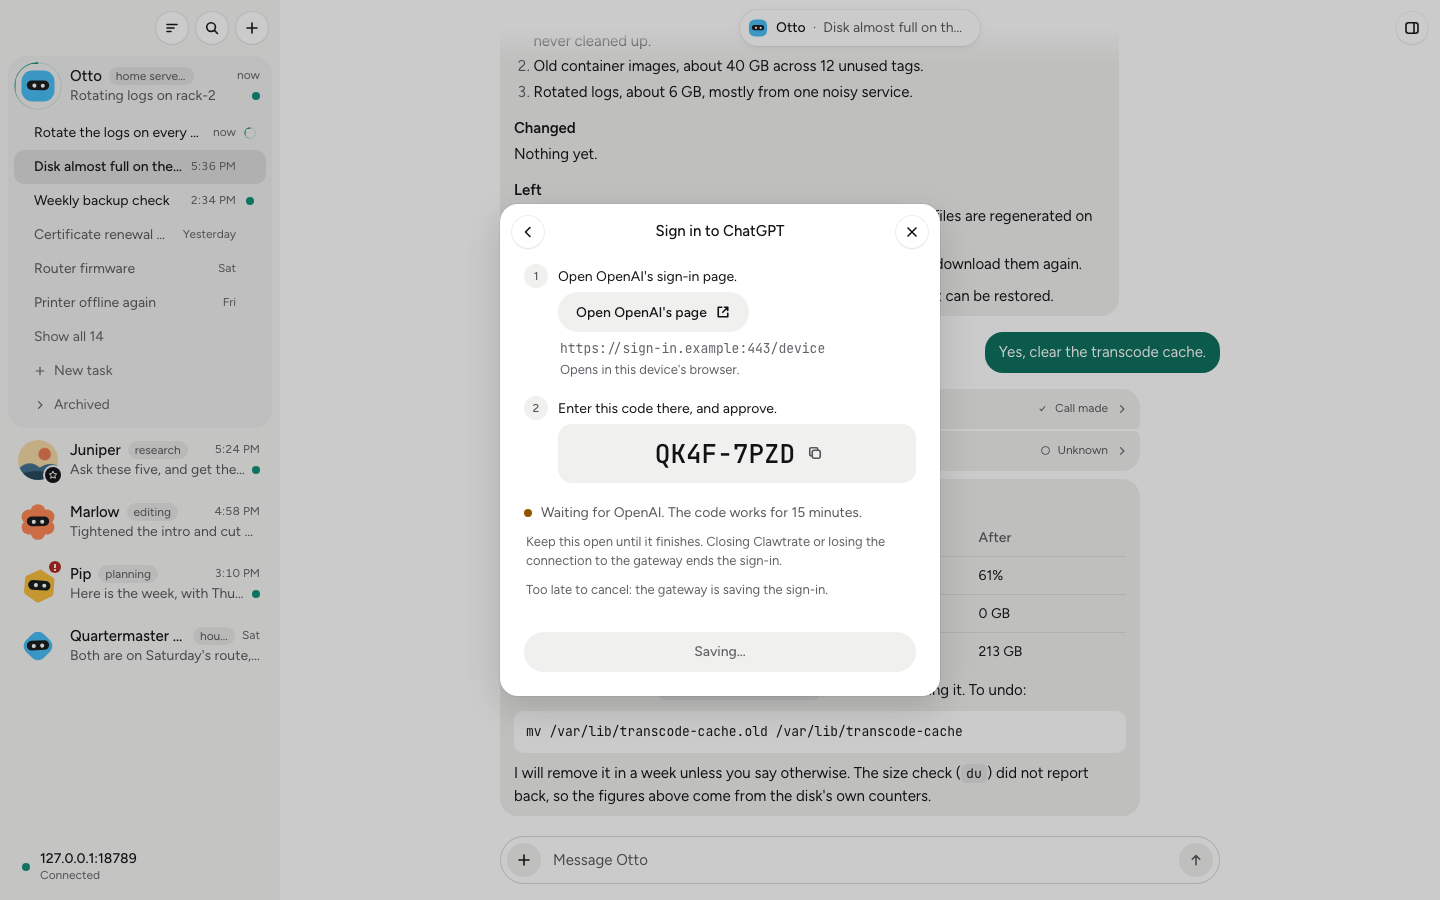 Otto
home serve...
now
Rotating logs on rack-2
Rotate the logs on every ...
now
Disk almost full on the...
5:36 PM
Weekly backup check
2:34 PM
Certificate renewal ...
Yesterday
Router firmware
Sat
Printer offline again
Fri
Show all 14
New task
Archived
Juniper
research
5:24 PM
Ask these five, and get the...
Marlow
editing
4:58 PM
Tightened the intro and cut ...
Pip
planning
3:10 PM
Here is the week, with Thu...
Quartermaster ...
hou...
Sat
Both are on Saturday's route,...
127.0.0.1:18789
Connected
Otto · Disk almost full on th...
never cleaned up.
2. Old container images, about 40 GB across 12 unused tags.
3. Rotated logs, about 6 GB, mostly from one noisy service.
Changed
Nothing yet.
Left
files are regenerated on
download them again.
can be restored.
Yes, clear the transcode cache.
Call made
Unknown
After
61%
0 GB
213 GB
it. To undo:
mv /var/lib/transcode-cache.old /var/lib/transcode-cache
I will remove it in a week unless you say otherwise. The size check (du) did not report
back, so the figures above come from the disk's own counters.
Message Otto
Sign in to ChatGPT
1 Open OpenAI's sign-in page.
Open OpenAI's page
https://sign-in.example:443/device
Opens in this device's browser.
2 Enter this code there, and approve.
QK4F-7PZD
Waiting for OpenAI. The code works for 15 minutes.
Keep this open until it finishes. Closing Clawtrate or losing the
connection to the gateway ends the sign-in.
Too late to cancel: the gateway is saving the sign-in.
Saving...